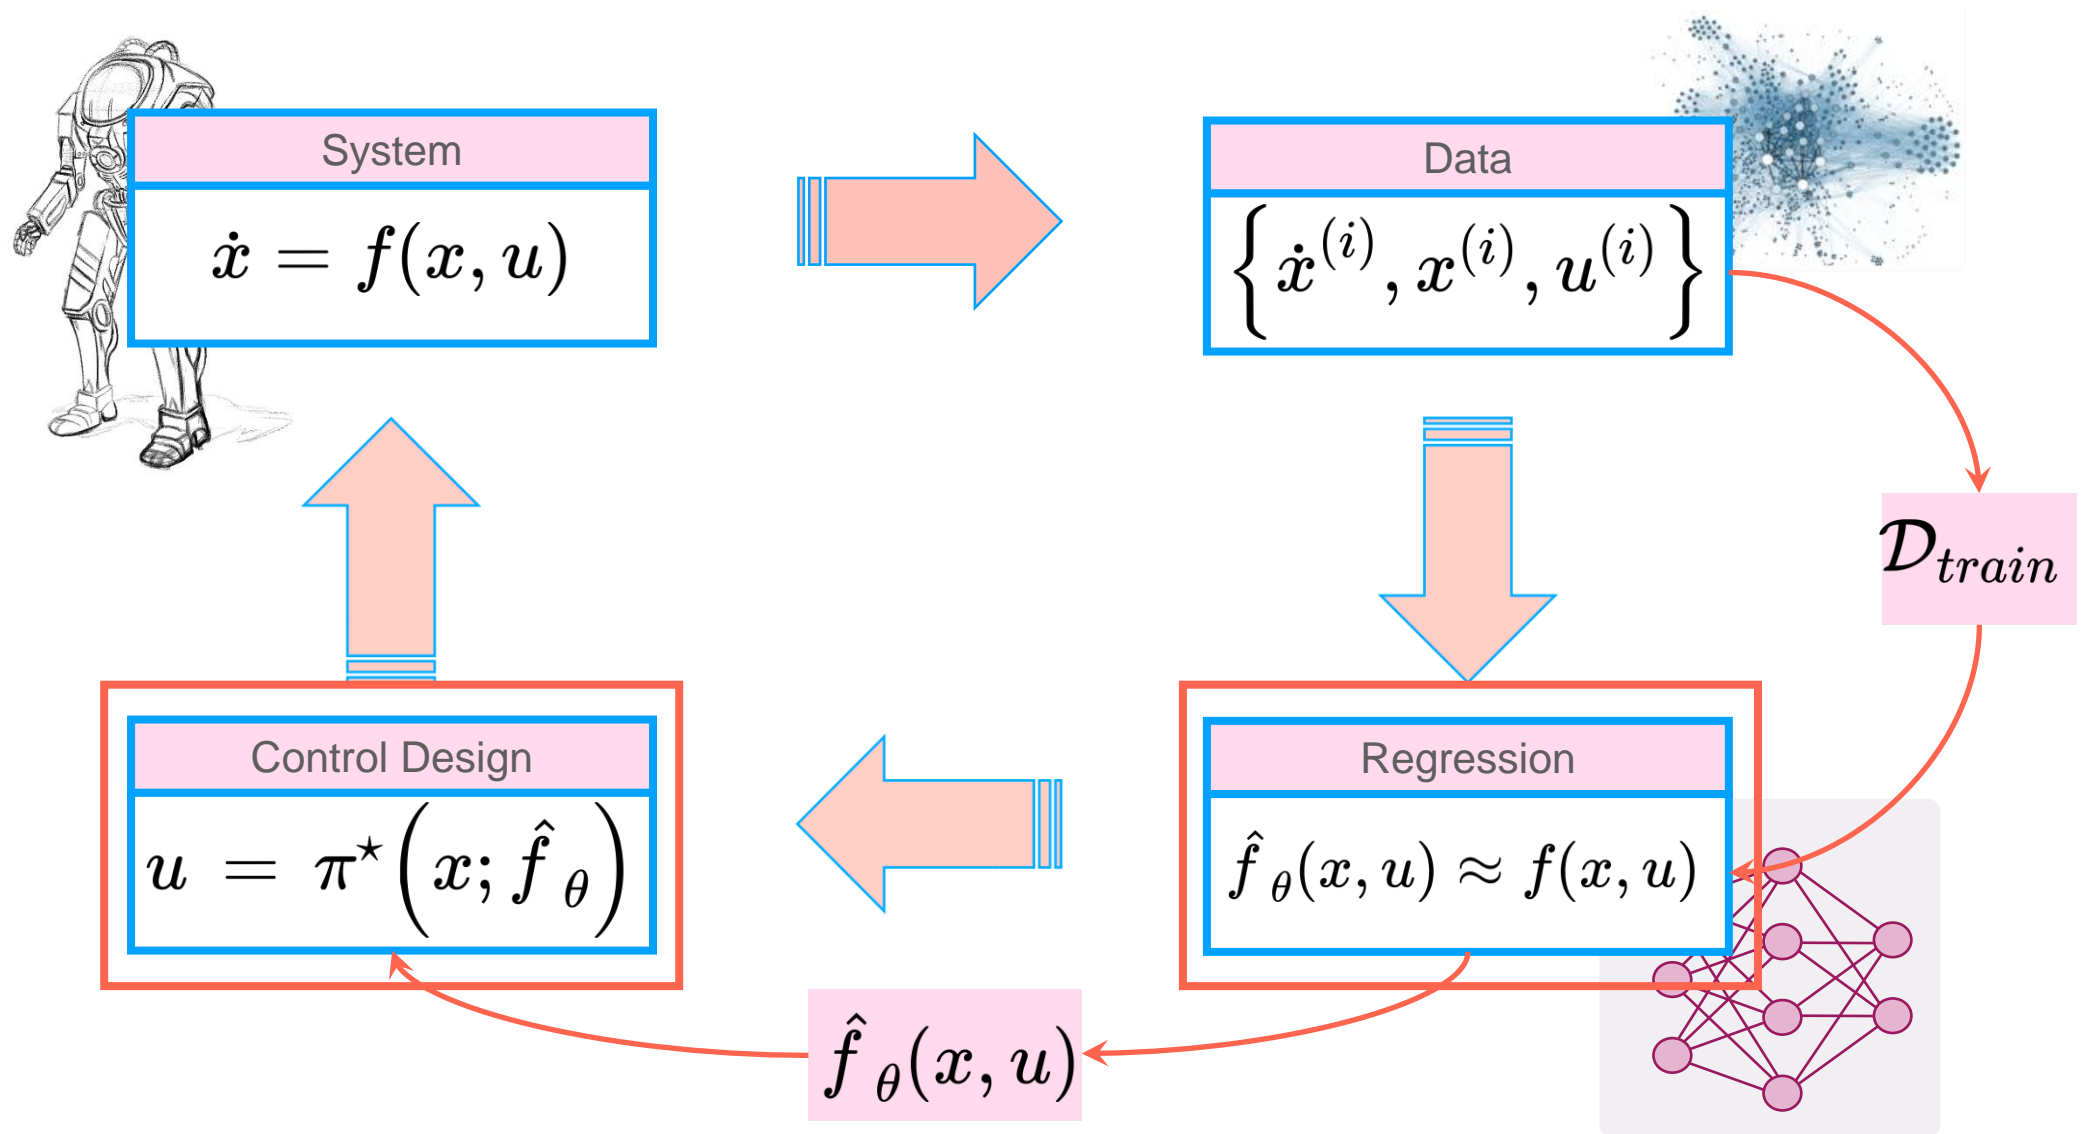 System
ẋ = f(x, u)
Data
{ẋ^(i), x^(i), u^(i)}
𝒟_train
Control Design
u = π^⋆(x; f̂_θ)
Regression
f̂_θ(x, u) ≈ f(x, u)
f̂_θ(x, u)